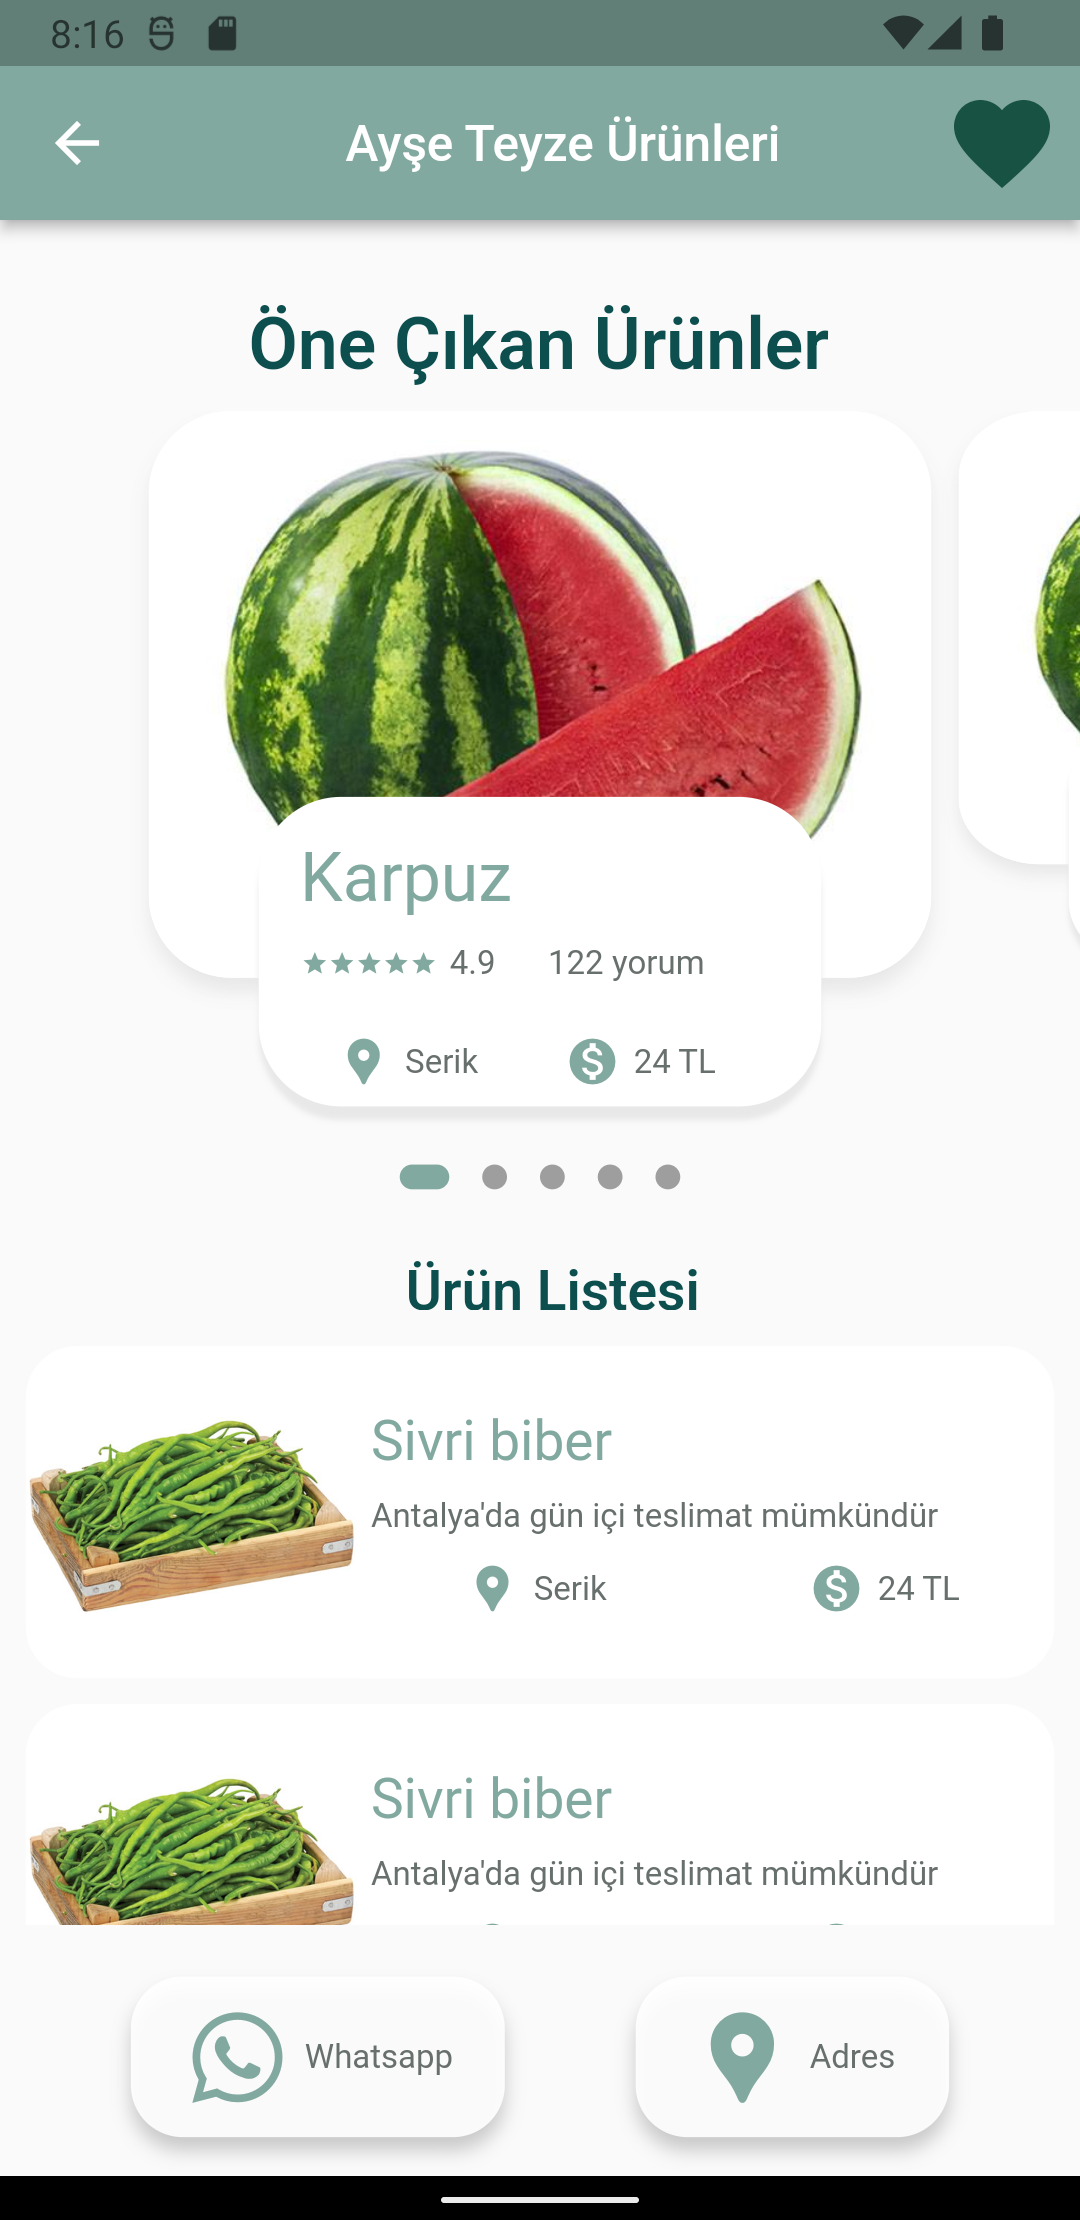 8:16
Ayşe Teyze Ürünleri
Öne Çıkan Ürünler
Karpuz
4.9 122 yorum
Serik 24 TL
Ürün Listesi
Sivri biber
Antalya'da gün içi teslimat mümkündür
Serik 24 TL
Sivri biber
Antalya'da gün içi teslimat mümkündür
Whatsapp Adres